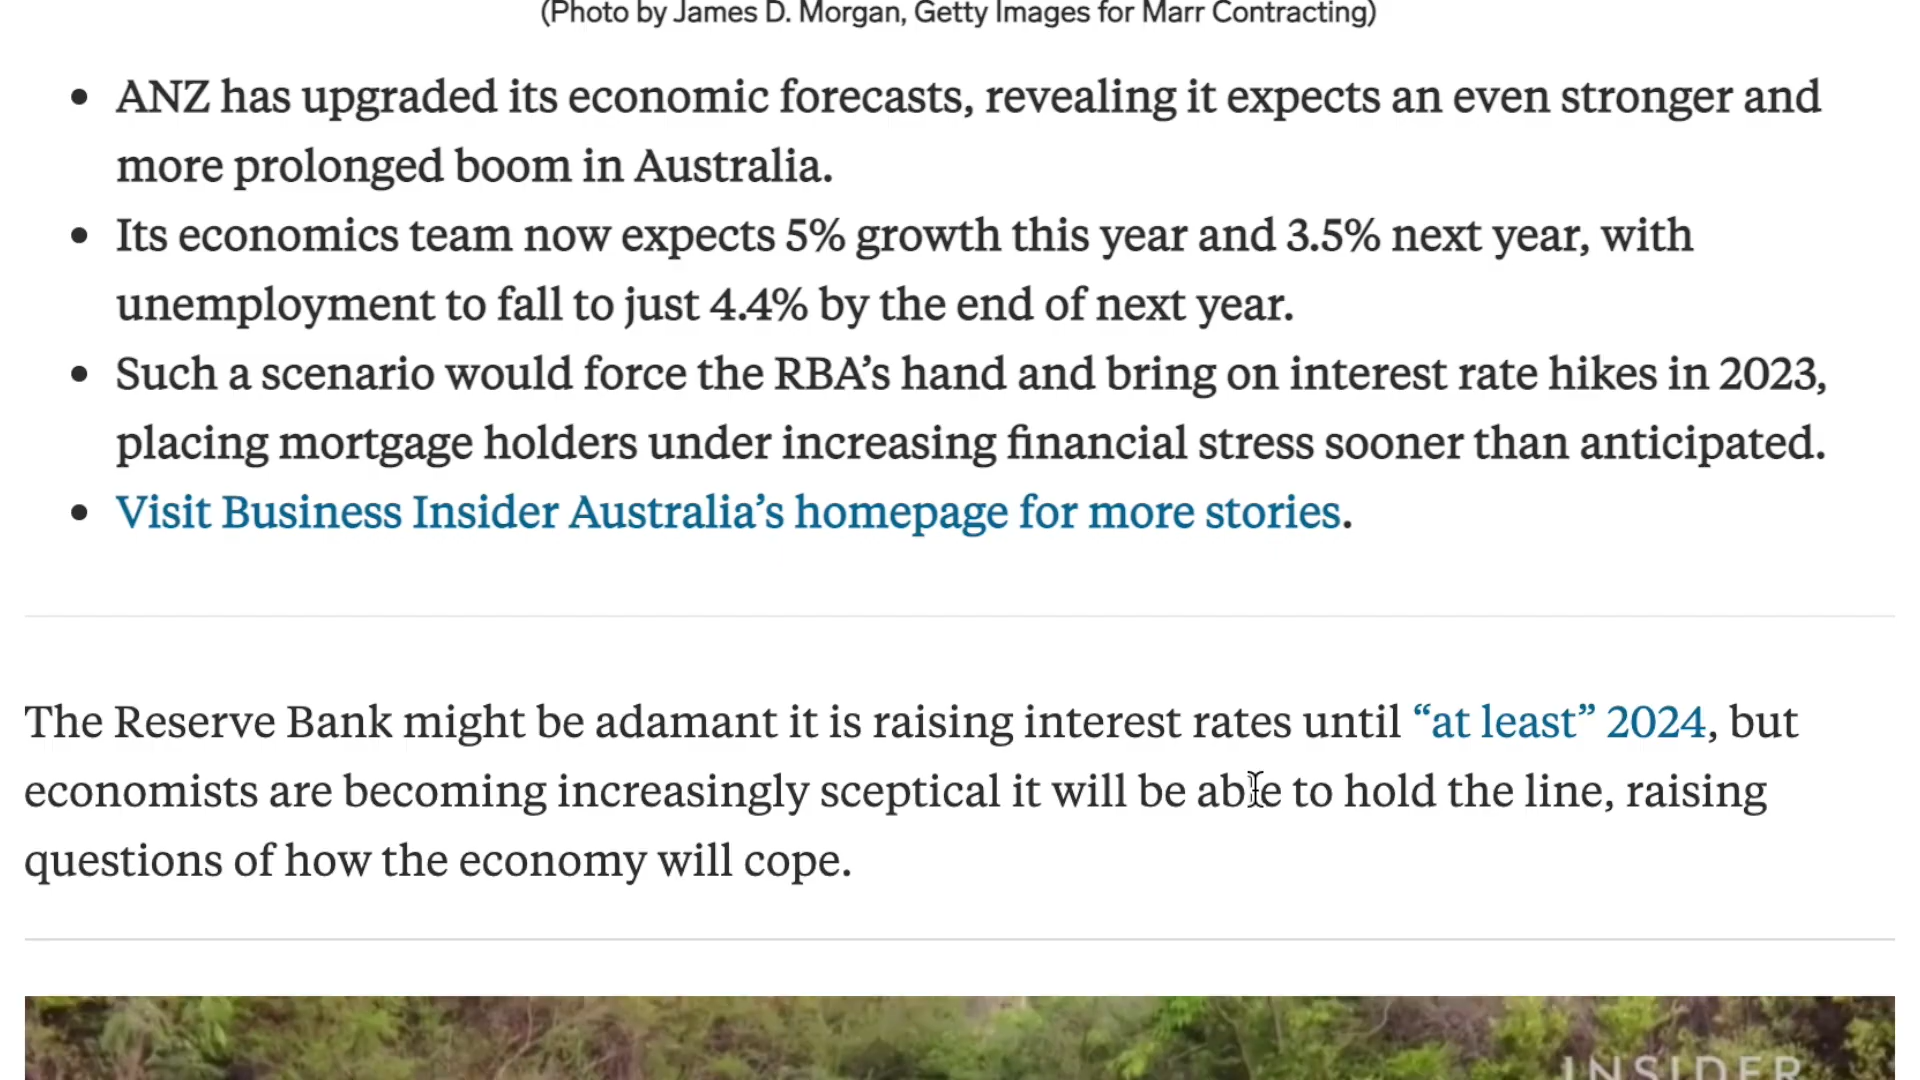 (Photo by James D. Morgan, Getty Images for Marr Contracting)
• ANZ has upgraded its economic forecasts, revealing it expects an even stronger and
more prolonged boom in Australia.
• Its economics team now expects 5% growth this year and 3.5% next year, with
unemployment to fall to just 4.4% by the end of next year.
• Such a scenario would force the RBA’s hand and bring on interest rate hikes in 2023,
placing mortgage holders under increasing financial stress sooner than anticipated.
• Visit Business Insider Australia’s homepage for more stories.
The Reserve Bank might be adamant it is raising interest rates until “at least” 2024, but
economists are becoming increasingly sceptical it will be able to hold the line, raising
questions of how the economy will cope.
INSIDER